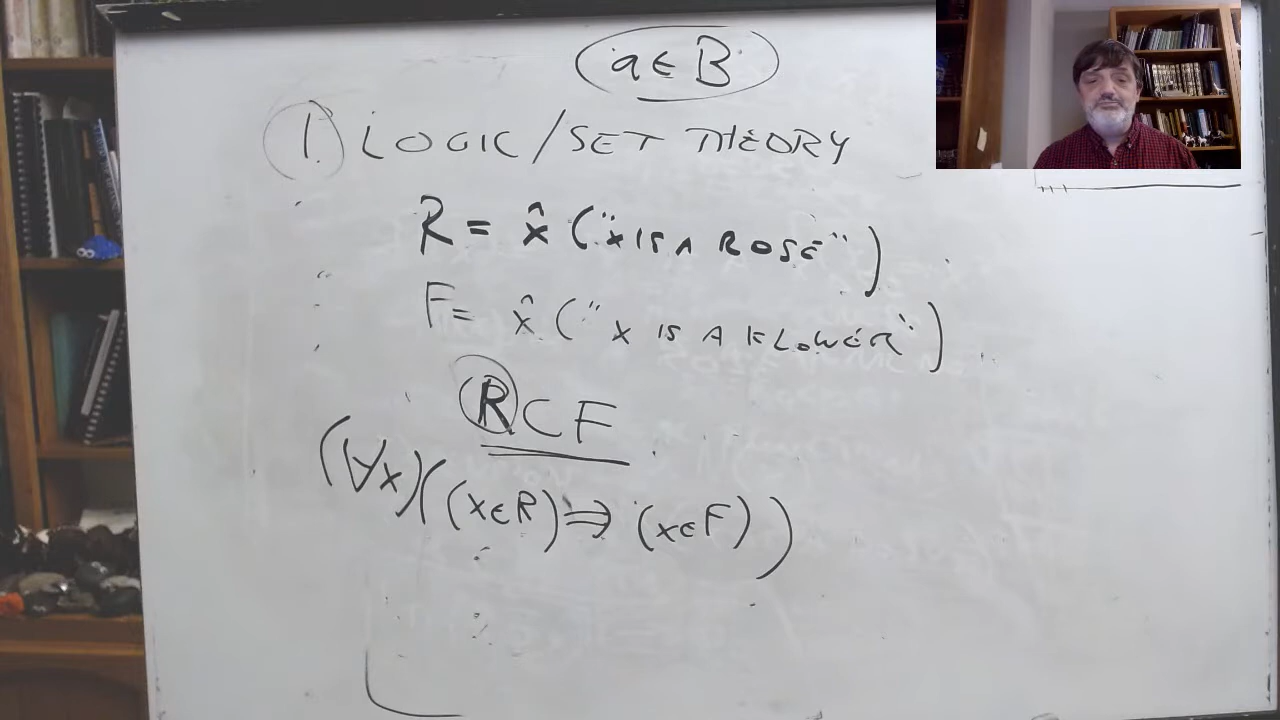 a ∈ B
1.) LOGIC/SET THEORY
R = x̂ ("x IS A ROSE")
F = x̂ ("x IS A FLOWER")
R ⊂ F
(∀x)((x∈R) ⇒ (x∈F))